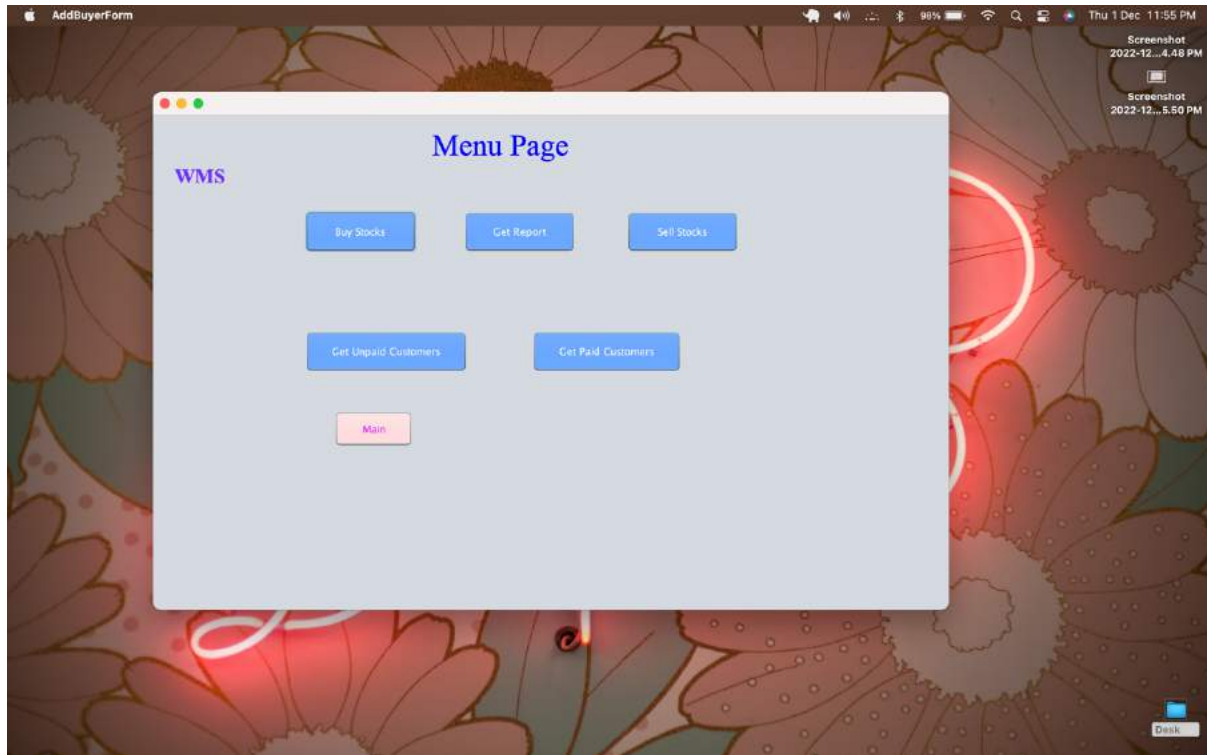 AddBuyerForm
96%
Thu 1 Dec 11:55 PM
Screenshot
2022-12...4.48 PM
Screenshot
2022-12...5.50 PM
Menu Page
WMS
Buy Stocks
Get Report
Sell Stocks
Get Unpaid Customers
Get Paid Customers
Main
Desk